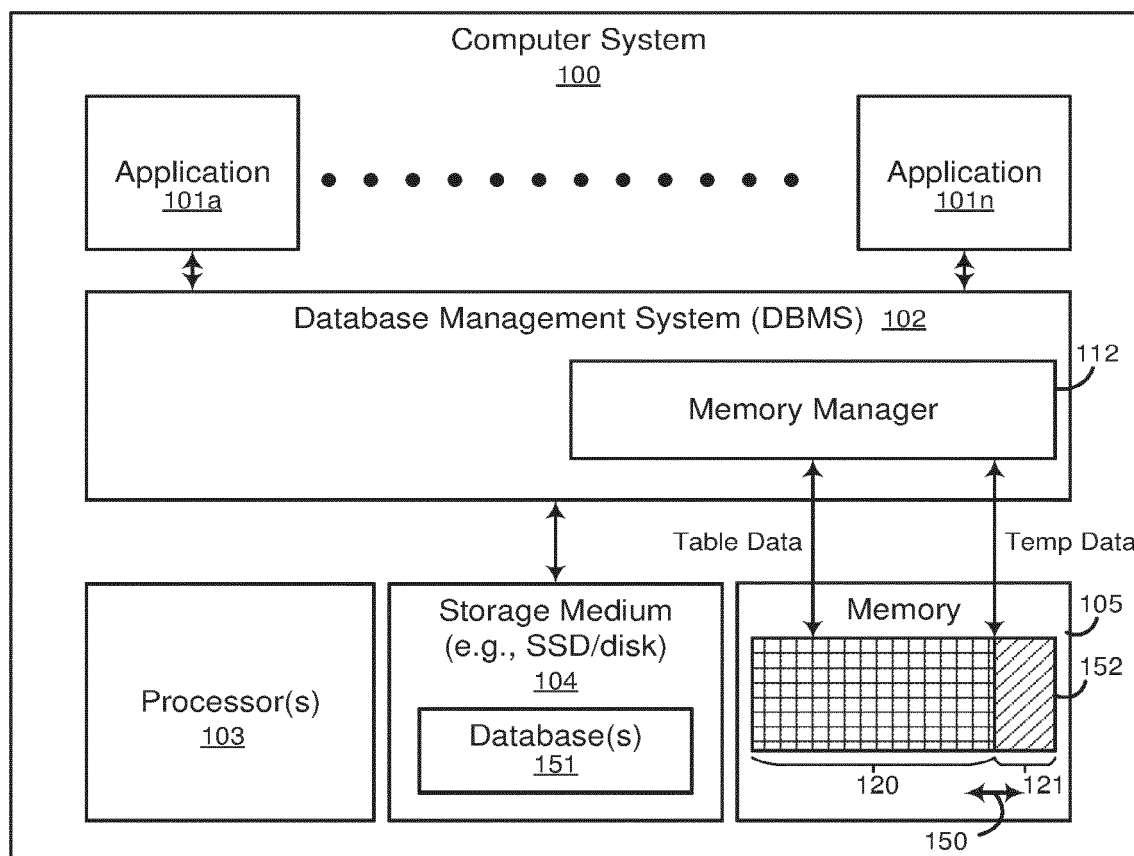 Computer System
100
Application
101a
Application
101n
Database Management System (DBMS) 102
112
Memory Manager
Table Data
Temp Data
Processor(s)
103
Storage Medium
(e.g., SSD/disk)
104
Database(s)
151
Memory
105
152
120
121
150